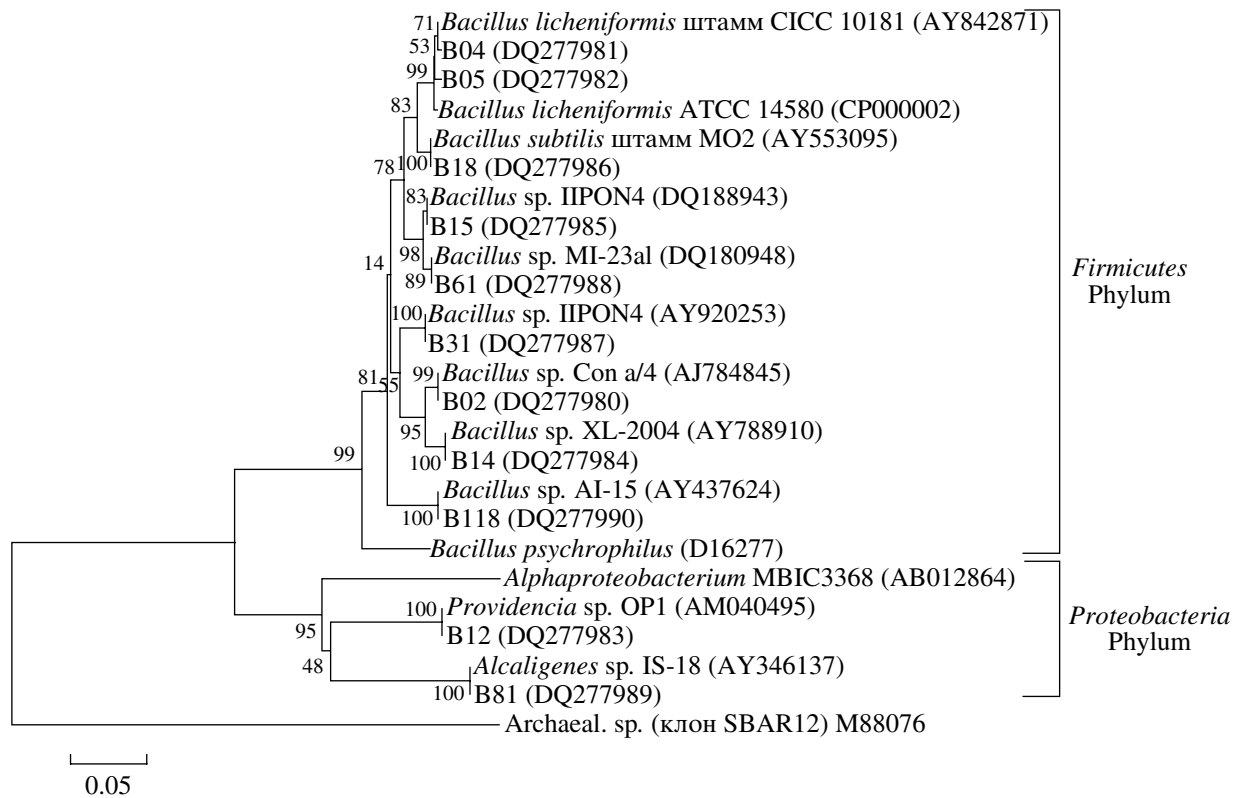 71
Bacillus licheniformis штамм CICC 10181 (AY842871)
53
B04 (DQ277981)
99
B05 (DQ277982)
83
Bacillus licheniformis ATCC 14580 (CP000002)
Bacillus subtilis штамм MO2 (AY553095)
78
100
B18 (DQ277986)
83
Bacillus sp. IIPON4 (DQ188943)
B15 (DQ277985)
14
98
Bacillus sp. MI-23al (DQ180948)
89
B61 (DQ277988)
Firmicutes
Phylum
100
Bacillus sp. IIPON4 (AY920253)
B31 (DQ277987)
81
55
99
Bacillus sp. Con a/4 (AJ784845)
B02 (DQ277980)
95
Bacillus sp. XL-2004 (AY788910)
99
100
B14 (DQ277984)
Bacillus sp. AI-15 (AY437624)
100
B118 (DQ277990)
Bacillus psychrophilus (D16277)
Alphaproteobacterium MBIC3368 (AB012864)
100
Providencia sp. OP1 (AM040495)
95
B12 (DQ277983)
Proteobacteria
Phylum
48
Alcaligenes sp. IS-18 (AY346137)
100
B81 (DQ277989)
Archaeal. sp. (клон SBAR12) M88076
0.05